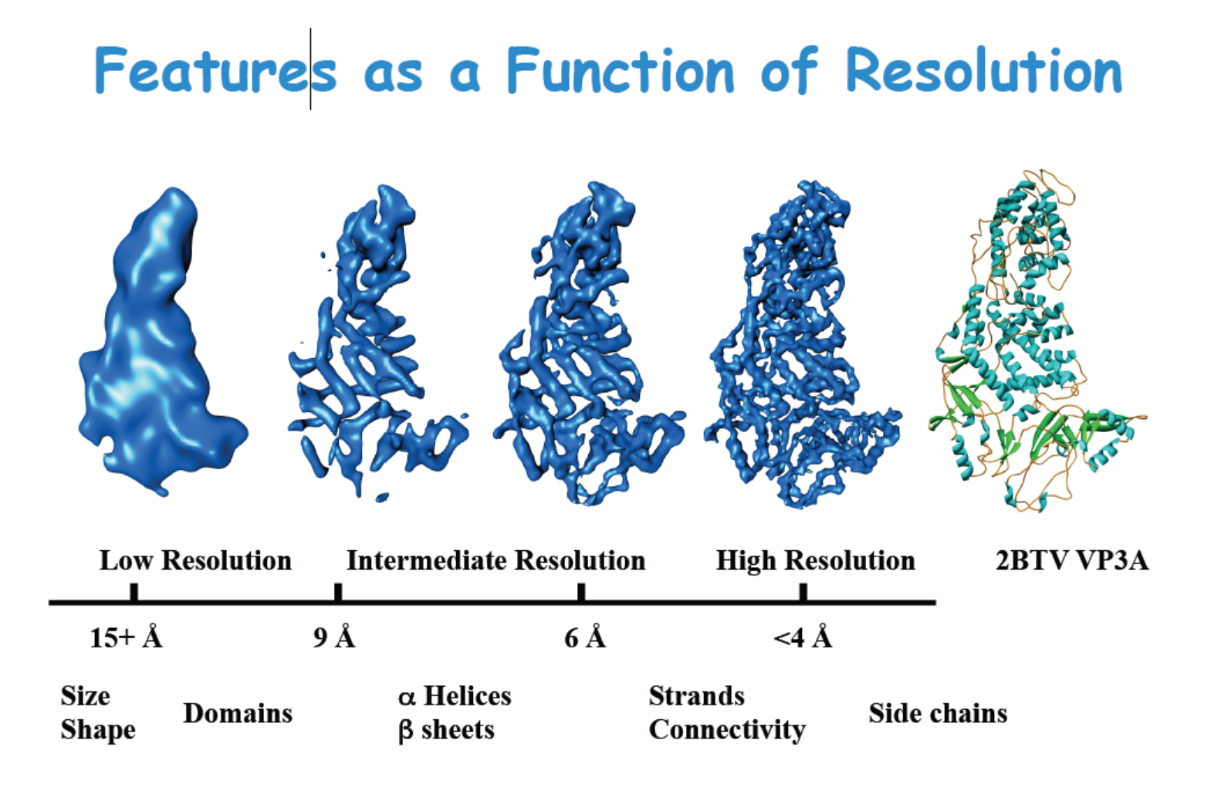 Features as a Function of Resolution
Low Resolution
Intermediate Resolution
High Resolution
2BTV VP3A
15+ Å
9 Å
6 Å
<4 Å
Size
Shape
Domains
α Helices
β sheets
Strands
Connectivity
Side chains